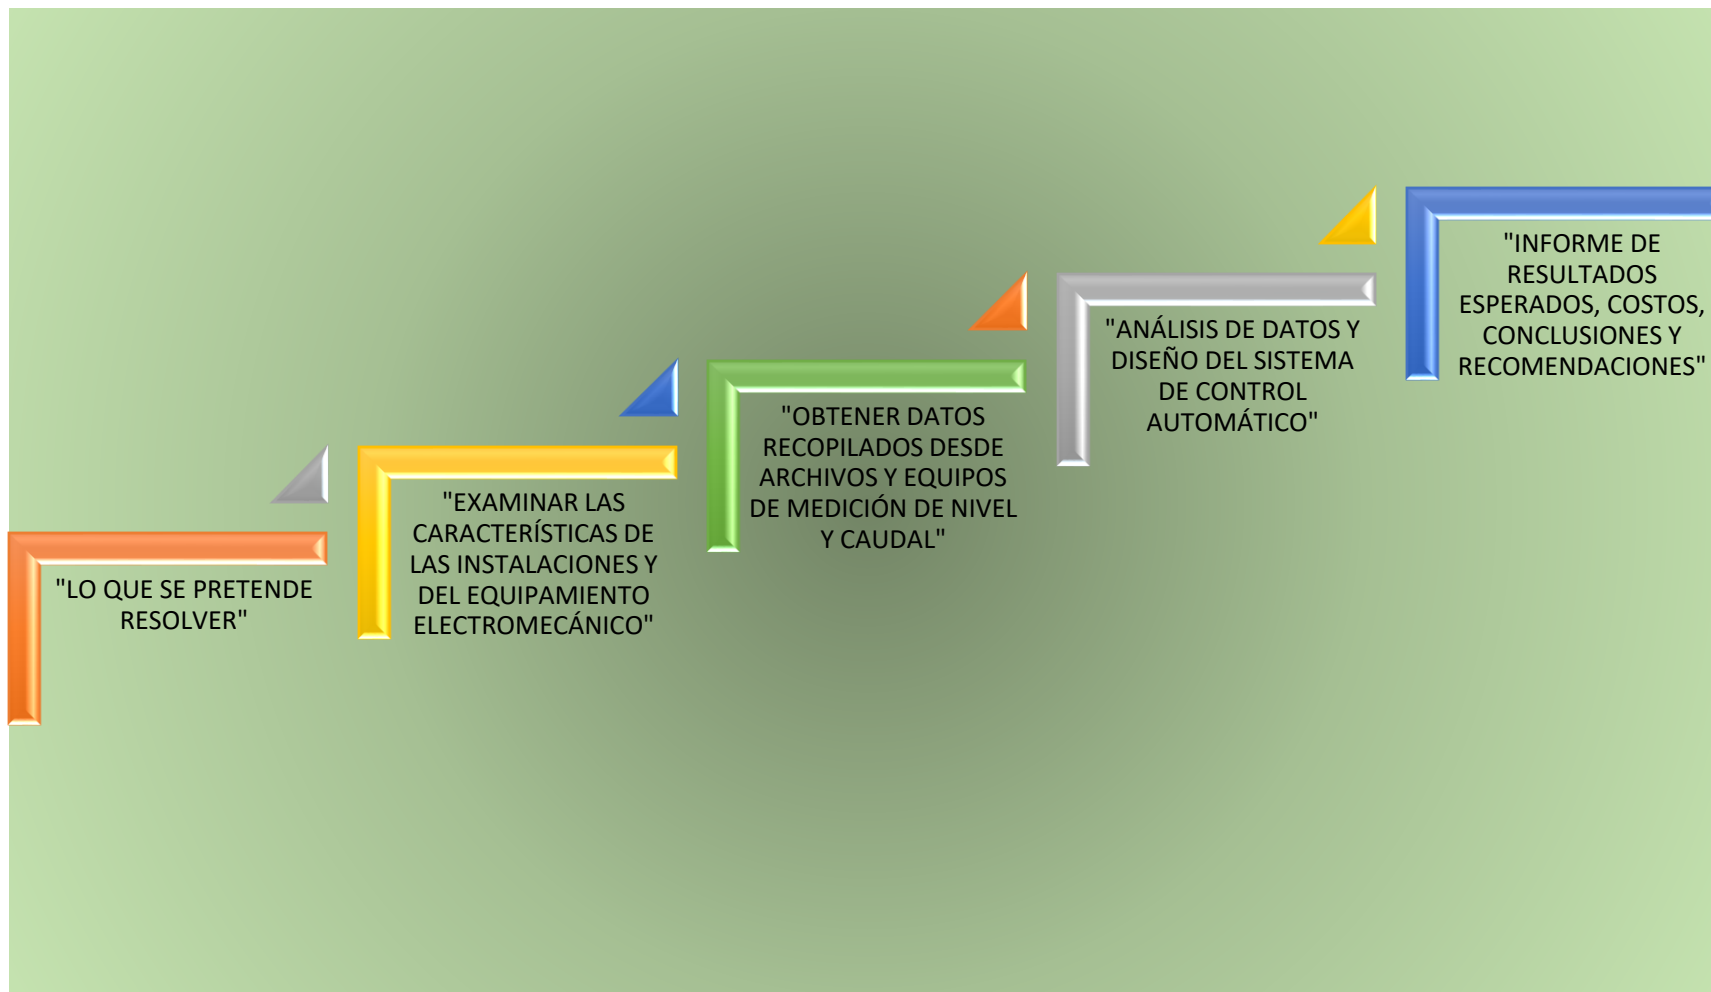 "LO QUE SE PRETENDE
RESOLVER"
"EXAMINAR LAS
CARACTERÍSTICAS DE
LAS INSTALACIONES Y
DEL EQUIPAMIENTO
ELECTROMECÁNICO"
"OBTENER DATOS
RECOPILADOS DESDE
ARCHIVOS Y EQUIPOS
DE MEDICIÓN DE NIVEL
Y CAUDAL"
"ANÁLISIS DE DATOS Y
DISEÑO DEL SISTEMA
DE CONTROL
AUTOMÁTICO"
"INFORME DE
RESULTADOS
ESPERADOS, COSTOS,
CONCLUSIONES Y
RECOMENDACIONES"